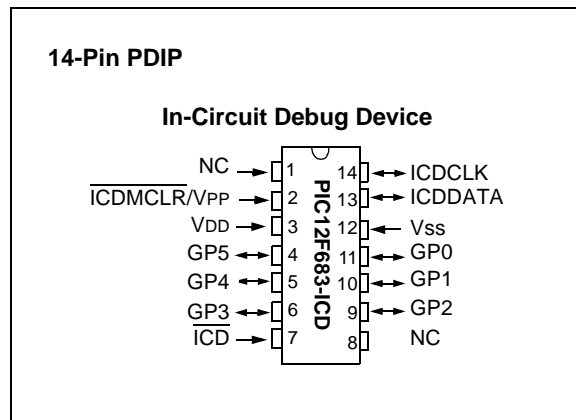 14-Pin PDIP
In-Circuit Debug Device
NC 1 14 ICDCLK
ICDMCLR/VPP 2 13 ICDDATA
VDD 3 12 VSS
GP5 4 11 GP0
GP4 5 10 GP1
GP3 6 9 GP2
ICD 7 8 NC
PIC12F683-ICD